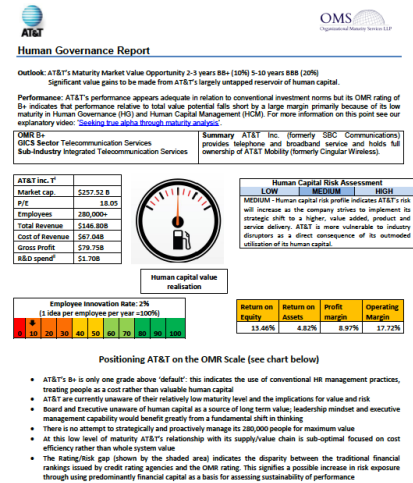 AT&T
OMS
Organisational Maturity Services LLP
Human Governance Report
Outlook: AT&T's Maturity Market Value Opportunity 2-3 years BB+ (10%) 5-10 years BBB (20%)
Significant value gains to be made from AT&T's largely untapped reservoir of human capital.
Performance: AT&T's performance appears adequate in relation to conventional investment norms but its OMR rating of
B+ indicates that performance relative to total value potential falls short by a large margin primarily because of its low
maturity in Human Governance (HG) and Human Capital Management (HCM). For more information on this point see our
explanatory video: 'Seeking true alpha through maturity analysis'.
OMR B+
GICS Sector Telecommunication Services
Sub-Industry Integrated Telecommunication Services
Summary AT&T Inc. (formerly SBC Communications)
provides telephone and broadband service and holds full
ownership of AT&T Mobility (formerly Cingular Wireless).
AT&T inc.
Market cap. $257.52 B
P/E 18.05
Employees 280,000+
Total Revenue $146.80B
Cost of Revenue $67.04B
Gross Profit $79.75B
R&D spend $1.70B
Human capital value
realisation
Human Capital Risk Assessment
LOW MEDIUM HIGH
MEDIUM - Human capital risk profile indicates AT&T's risk
will increase as the company strives to implement its
strategic shift to a higher, value added, product and
service delivery. AT&T is more vulnerable to industry
disruptors as a direct consequence of its outmoded
utilisation of its human capital.
Employee Innovation Rate: 2%
(1 idea per employee per year =100%)
0 10 20 30 40 50 60 70 80 90 100
Return on Equity Return on Assets Profit margin Operating Margin
13.46% 4.82% 8.97% 17.72%
Positioning AT&T on the OMR Scale (see chart below)
• AT&T's B+ is only one grade above 'default': this indicates the use of conventional HR management practices,
treating people as a cost rather than valuable human capital
• AT&T are currently unaware of their relatively low maturity level and the implications for value and risk
• Board and Executive unaware of human capital as a source of long term value; leadership mindset and executive
management capability would benefit greatly from a fundamental shift in thinking
• There is no attempt to strategically and proactively manage its 280,000 people for maximum value
• At this low level of maturity AT&T's relationship with its supply/value chain is sub-optimal focused on cost
efficiency rather than whole system value
• The Rating/Risk gap (shown by the shaded area) indicates the disparity between the traditional financial
rankings issued by credit rating agencies and the OMR rating. This signifies a possible increase in risk exposure
through using predominantly financial capital as a basis for assessing sustainability of performance